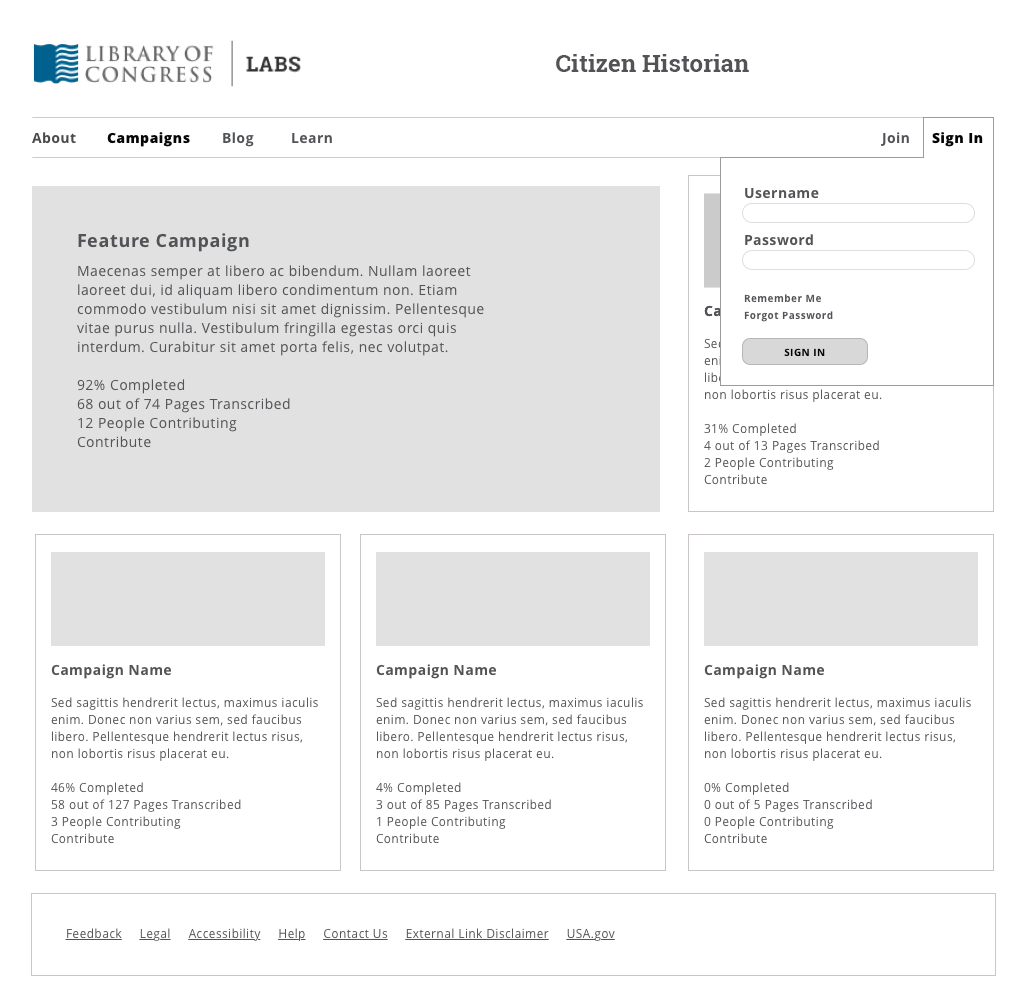 LIBRARY OF
CONGRESS
LABS
Citizen Historian
About Campaigns Blog Learn Join Sign In
Username
Password
Remember Me
Forgot Password
SIGN IN
Feature Campaign
Maecenas semper at libero ac bibendum. Nullam laoreet
laoreet dui, id aliquam libero condimentum non. Etiam
commodo vestibulum nisi sit amet dignissim. Pellentesque
vitae purus nulla. Vestibulum fringilla egestas orci quis
interdum. Curabitur sit amet porta felis, nec volutpat.
92% Completed
68 out of 74 Pages Transcribed
12 People Contributing
Contribute
non lobortis risus placerat eu.
31% Completed
4 out of 13 Pages Transcribed
2 People Contributing
Contribute
Campaign Name
Sed sagittis hendrerit lectus, maximus iaculis
enim. Donec non varius sem, sed faucibus
libero. Pellentesque hendrerit lectus risus,
non lobortis risus placerat eu.
46% Completed
58 out of 127 Pages Transcribed
3 People Contributing
Contribute
Campaign Name
Sed sagittis hendrerit lectus, maximus iaculis
enim. Donec non varius sem, sed faucibus
libero. Pellentesque hendrerit lectus risus,
non lobortis risus placerat eu.
4% Completed
3 out of 85 Pages Transcribed
1 People Contributing
Contribute
Campaign Name
Sed sagittis hendrerit lectus, maximus iaculis
enim. Donec non varius sem, sed faucibus
libero. Pellentesque hendrerit lectus risus,
non lobortis risus placerat eu.
0% Completed
0 out of 5 Pages Transcribed
0 People Contributing
Contribute
Feedback Legal Accessibility Help Contact Us External Link Disclaimer USA.gov